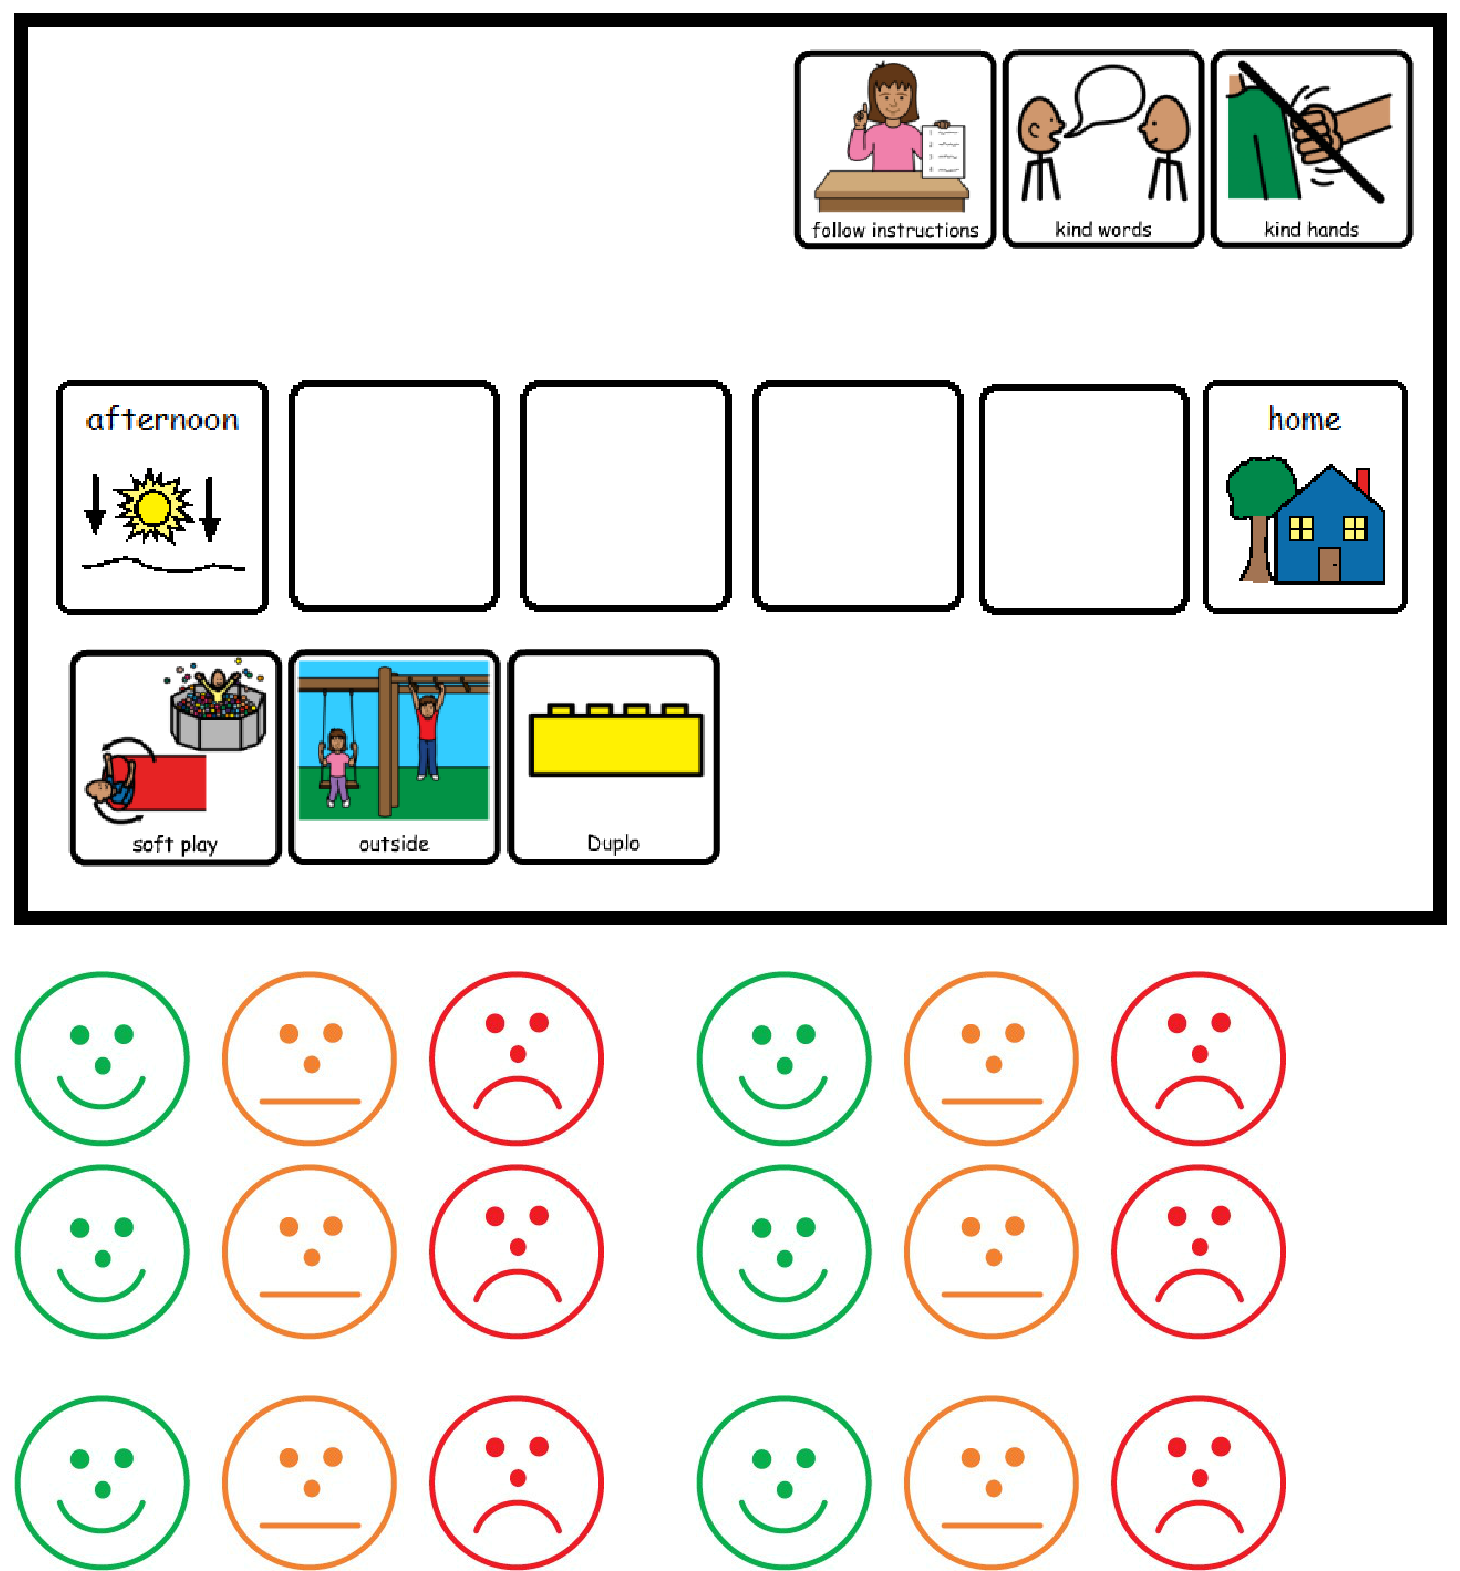 follow instructions
kind words
kind hands
afternoon
home
soft play
outside
Duplo